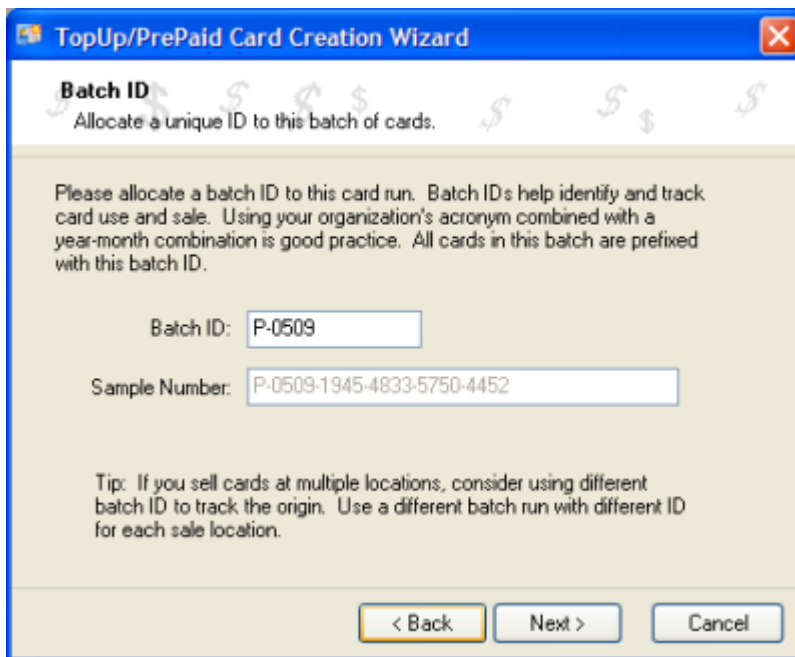 TopUp/PrePaid Card Creation Wizard
Batch ID
Allocate a unique ID to this batch of cards.
Please allocate a batch ID to this card run.  Batch IDs help identify and track
card use and sale.  Using your organization's acronym combined with a
year-month combination is good practice.  All cards in this batch are prefixed
with this batch ID.
Batch ID: P-0509
Sample Number: P-0509-1945-4833-5750-4452
Tip:  If you sell cards at multiple locations, consider using different
batch ID to track the origin.  Use a different batch run with different ID
for each sale location.
< Back Next > Cancel